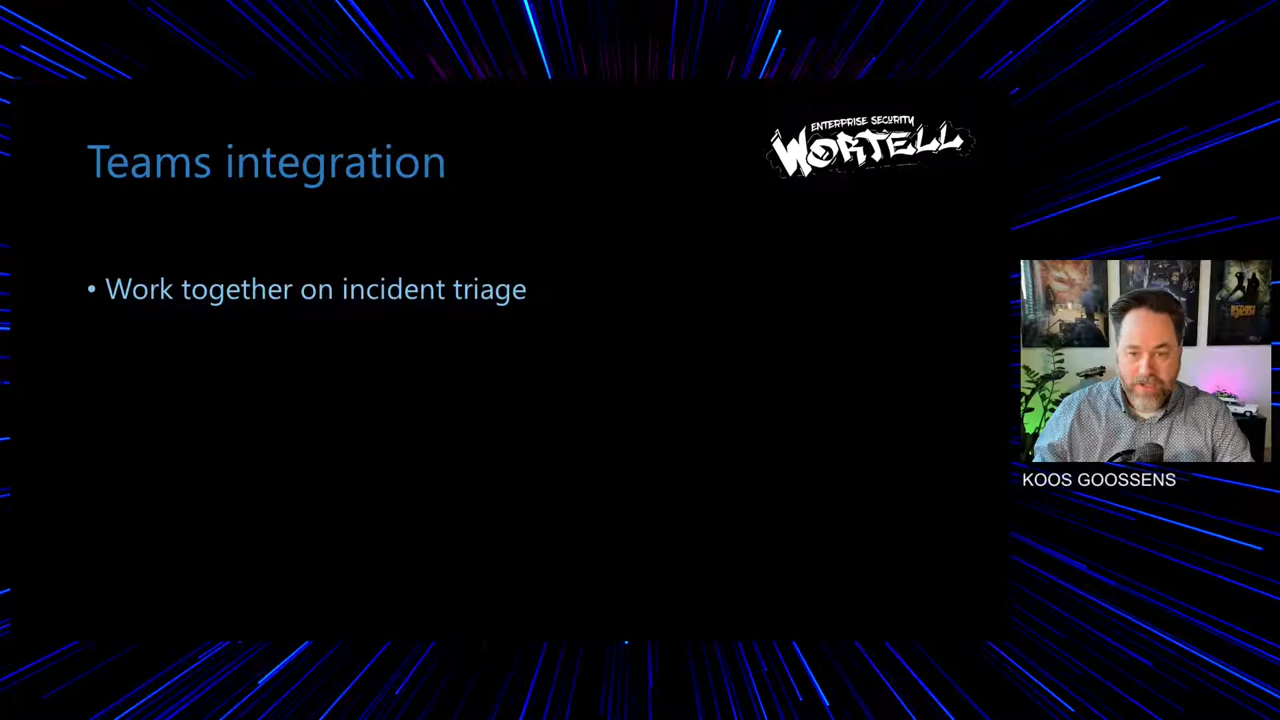 ENTERPRISE SECURITY
WORTELL
Teams integration
• Work together on incident triage
KOOS GOOSSENS